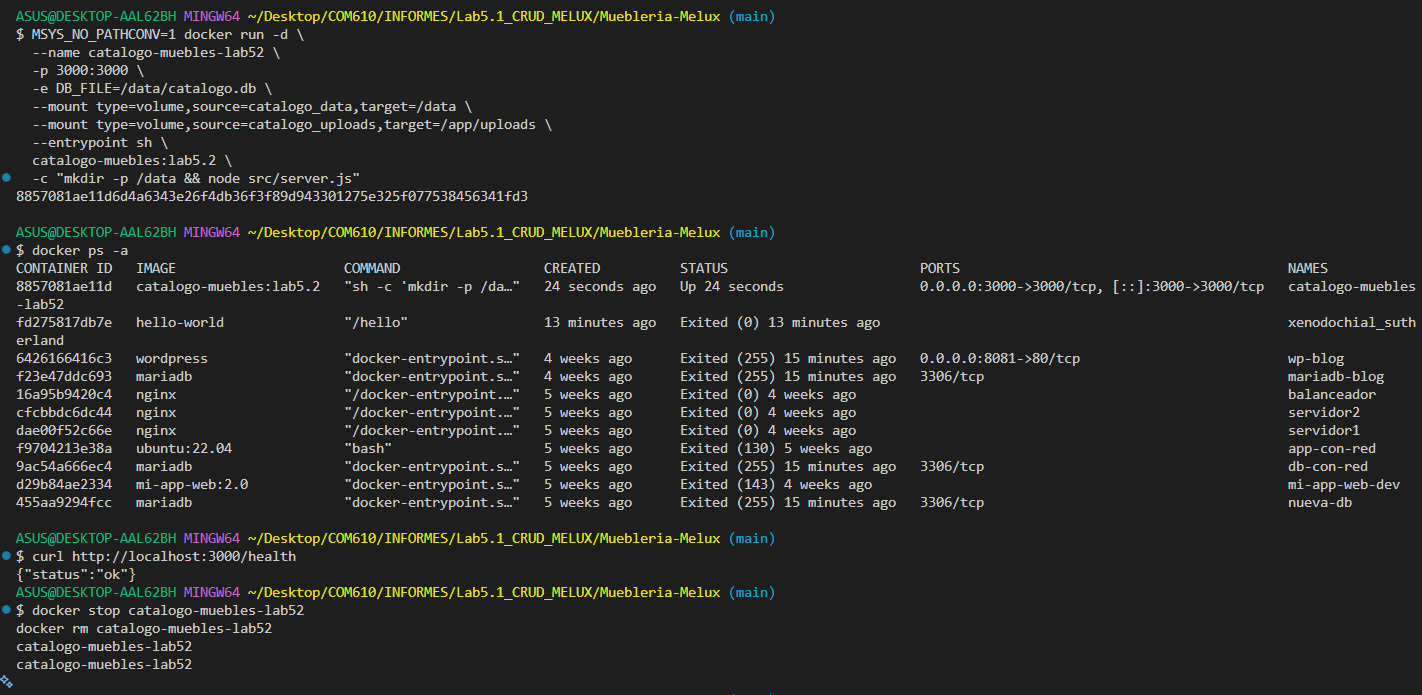 ASUS@DESKTOP-AAL62BH MINGW64 ~/Desktop/COM610/INFORMES/Lab5.1_CRUD_MELUX/Muebleria-Melux (main)
$ MSYS_NO_PATHCONV=1 docker run -d \
  --name catalogo-muebles-lab52 \
  -p 3000:3000 \
  -e DB_FILE=/data/catalogo.db \
  --mount type=volume,source=catalogo_data,target=/data \
  --mount type=volume,source=catalogo_uploads,target=/app/uploads \
  --entrypoint sh \
  catalogo-muebles:lab5.2 \
  -c "mkdir -p /data && node src/server.js"
8857081ae11d6d4a6343e26f4db36f3f89d943301275e325f077538456341fd3
ASUS@DESKTOP-AAL62BH MINGW64 ~/Desktop/COM610/INFORMES/Lab5.1_CRUD_MELUX/Muebleria-Melux (main)
$ docker ps -a
CONTAINER ID   IMAGE                     COMMAND                  CREATED          STATUS                        PORTS                                         NAMES
8857081ae11d   catalogo-muebles:lab5.2   "sh -c 'mkdir -p /da…"   24 seconds ago   Up 24 seconds                 0.0.0.0:3000->3000/tcp, [::]:3000->3000/tcp   catalogo-muebles
-lab52
fd275817db7e   hello-world               "/hello"                 13 minutes ago   Exited (0) 13 minutes ago                                                   xenodochial_suth
erland
6426166416c3   wordpress                 "docker-entrypoint.s…"   4 weeks ago      Exited (255) 15 minutes ago   0.0.0.0:8081->80/tcp                          wp-blog
f23e47ddc693   mariadb                   "docker-entrypoint.s…"   4 weeks ago      Exited (255) 15 minutes ago   3306/tcp                                      mariadb-blog
16a95b9420c4   nginx                     "/docker-entrypoint.…"   5 weeks ago      Exited (0) 4 weeks ago                                                      balanceador
cfcbbdc6dc44   nginx                     "/docker-entrypoint.…"   5 weeks ago      Exited (0) 4 weeks ago                                                      servidor2
dae00f52c66e   nginx                     "/docker-entrypoint.…"   5 weeks ago      Exited (0) 4 weeks ago                                                      servidor1
f9704213e38a   ubuntu:22.04              "bash"                   5 weeks ago      Exited (130) 5 weeks ago                                                    app-con-red
9ac54a666ec4   mariadb                   "docker-entrypoint.s…"   5 weeks ago      Exited (255) 15 minutes ago   3306/tcp                                      db-con-red
d29b84ae2334   mi-app-web:2.0            "docker-entrypoint.s…"   5 weeks ago      Exited (143) 4 weeks ago                                                    mi-app-web-dev
455aa9294fcc   mariadb                   "docker-entrypoint.s…"   5 weeks ago      Exited (255) 15 minutes ago   3306/tcp                                      nueva-db
ASUS@DESKTOP-AAL62BH MINGW64 ~/Desktop/COM610/INFORMES/Lab5.1_CRUD_MELUX/Muebleria-Melux (main)
$ curl http://localhost:3000/health
{"status":"ok"}
ASUS@DESKTOP-AAL62BH MINGW64 ~/Desktop/COM610/INFORMES/Lab5.1_CRUD_MELUX/Muebleria-Melux (main)
$ docker stop catalogo-muebles-lab52
docker rm catalogo-muebles-lab52
catalogo-muebles-lab52
catalogo-muebles-lab52